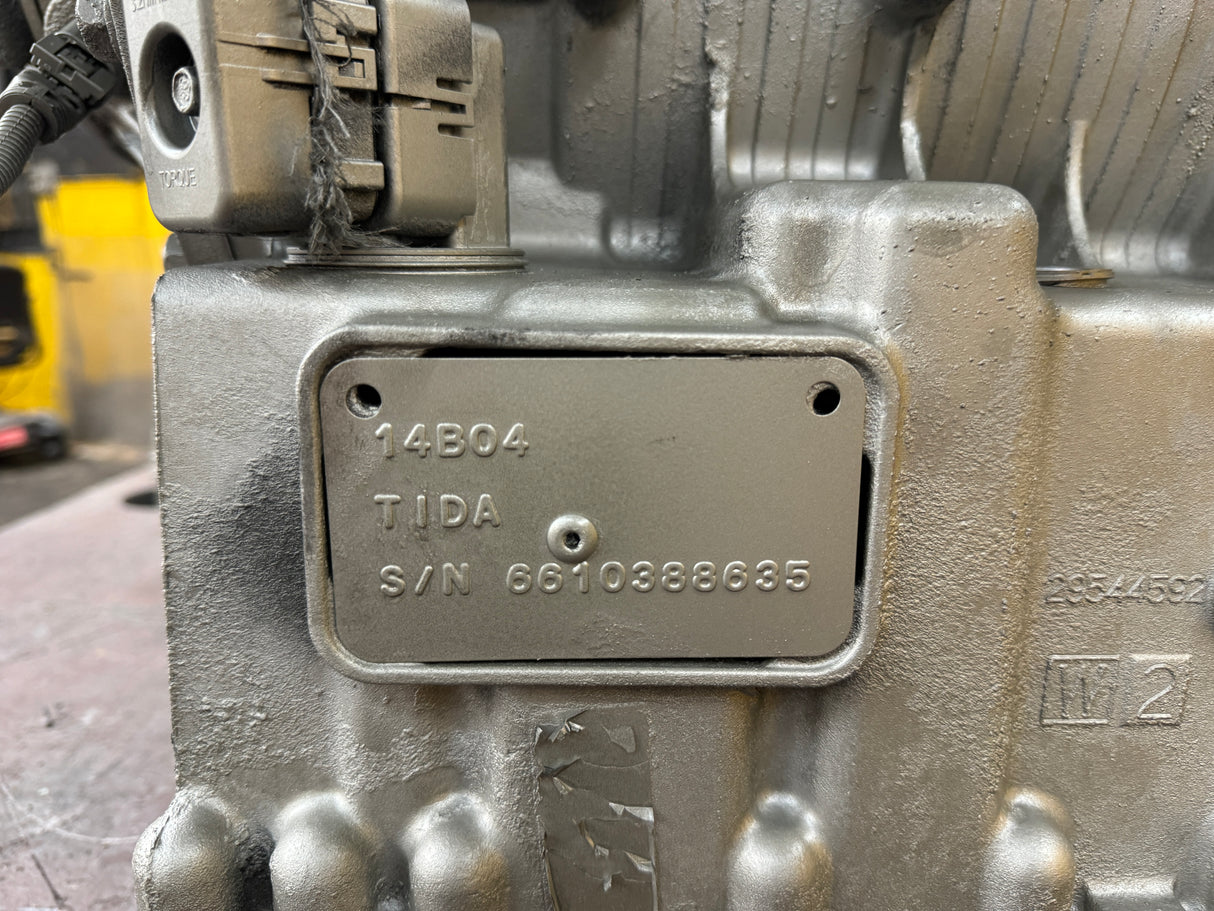 TORQUE
14B04
TIDA
S/N 6610388635
29544592
2